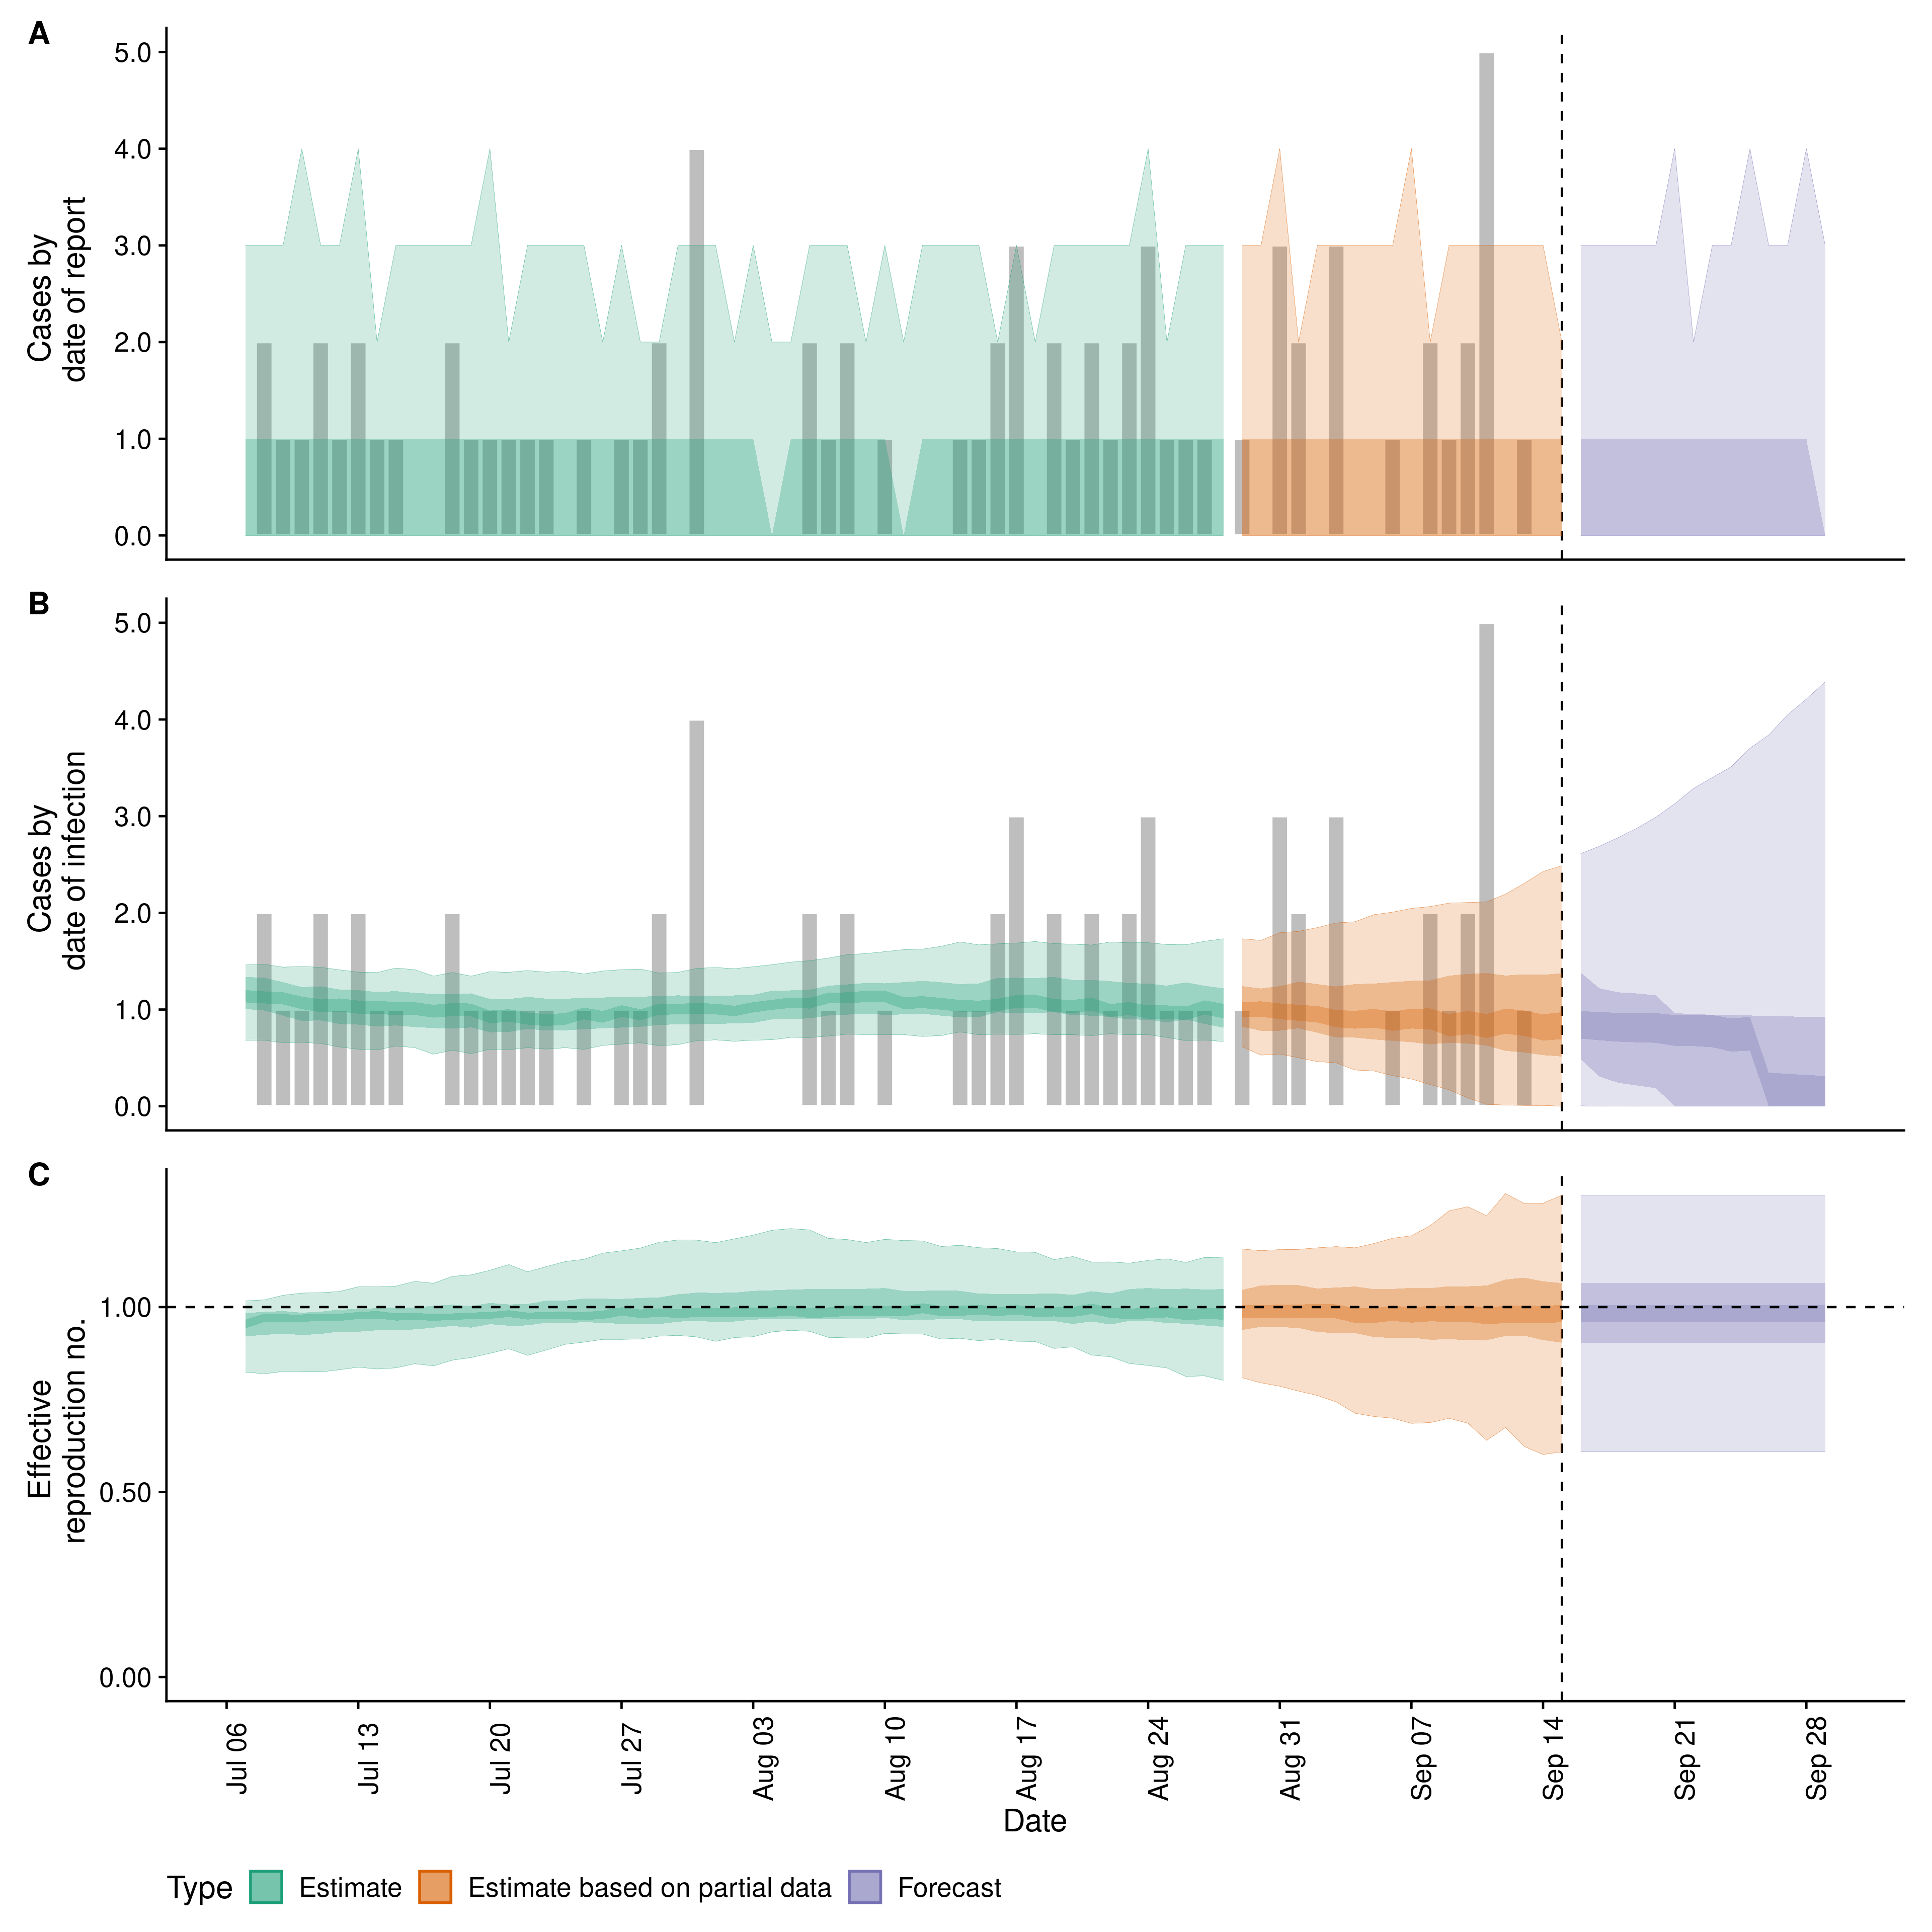 A
5.0
4.0
3.0
2.0
1.0
0.0
Cases by
date of report
B
5.0
4.0
3.0
2.0
1.0
0.0
Cases by
date of infection
C
1.00
0.50
0.00
Effective
reproduction no.
Jul 06
Jul 13
Jul 20
Jul 27
Aug 03
Aug 10
Aug 17
Aug 24
Aug 31
Sep 07
Sep 14
Sep 21
Sep 28
Date
Type
Estimate
Estimate based on partial data
Forecast